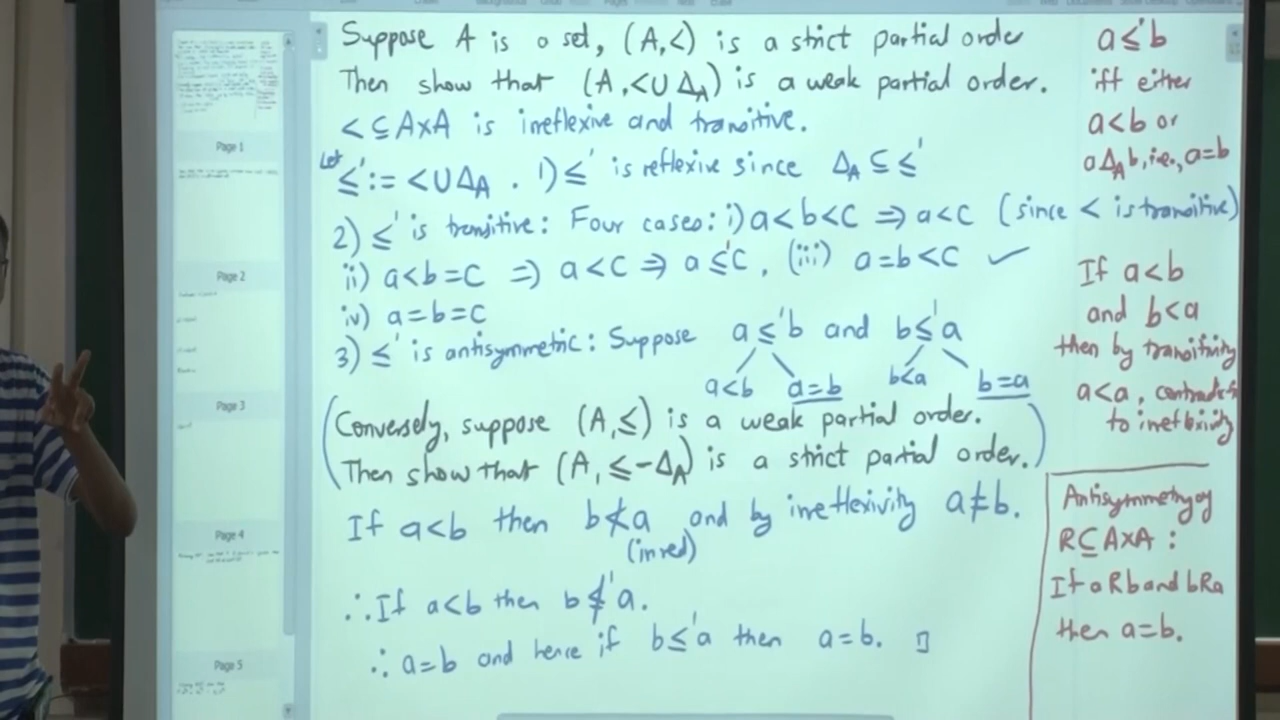 Suppose A is a set, (A,<) is a strict partial order
Then show that (A,<∪Δ_A) is a weak partial order.
< ⊆ A×A is irreflexive and transitive.
Let ≤' := <∪Δ_A . 1) ≤' is reflexive since Δ_A ⊆ ≤'
2) ≤' is transitive: Four cases: i) a<b<c ⇒ a<c (since < is transitive)
ii) a<b=c ⇒ a<c ⇒ a≤'c, (iii) a=b<c ✓
iv) a=b=c
3) ≤' is antisymmetric: Suppose a≤'b and b≤'a
a<b a=b b<a b=a
(Conversely, suppose (A,≤) is a weak partial order.
Then show that (A,≤-Δ_A) is a strict partial order.)
If a<b then b≮a and by irreflexivity a≠b.
(in red)
∴ If a<b then b≰'a.
∴ a=b and hence if b≤'a then a=b. ▯
a≤'b
iff either
a<b or
aΔ_A b, i.e., a=b
If a<b
and b<a
then by transitivity
a<a, contradicts
to irreflexivity
Antisymmetry of
R⊆A×A :
If aRb and bRa
then a=b.
Page 1
Page 2
Page 3
Page 4
Page 5